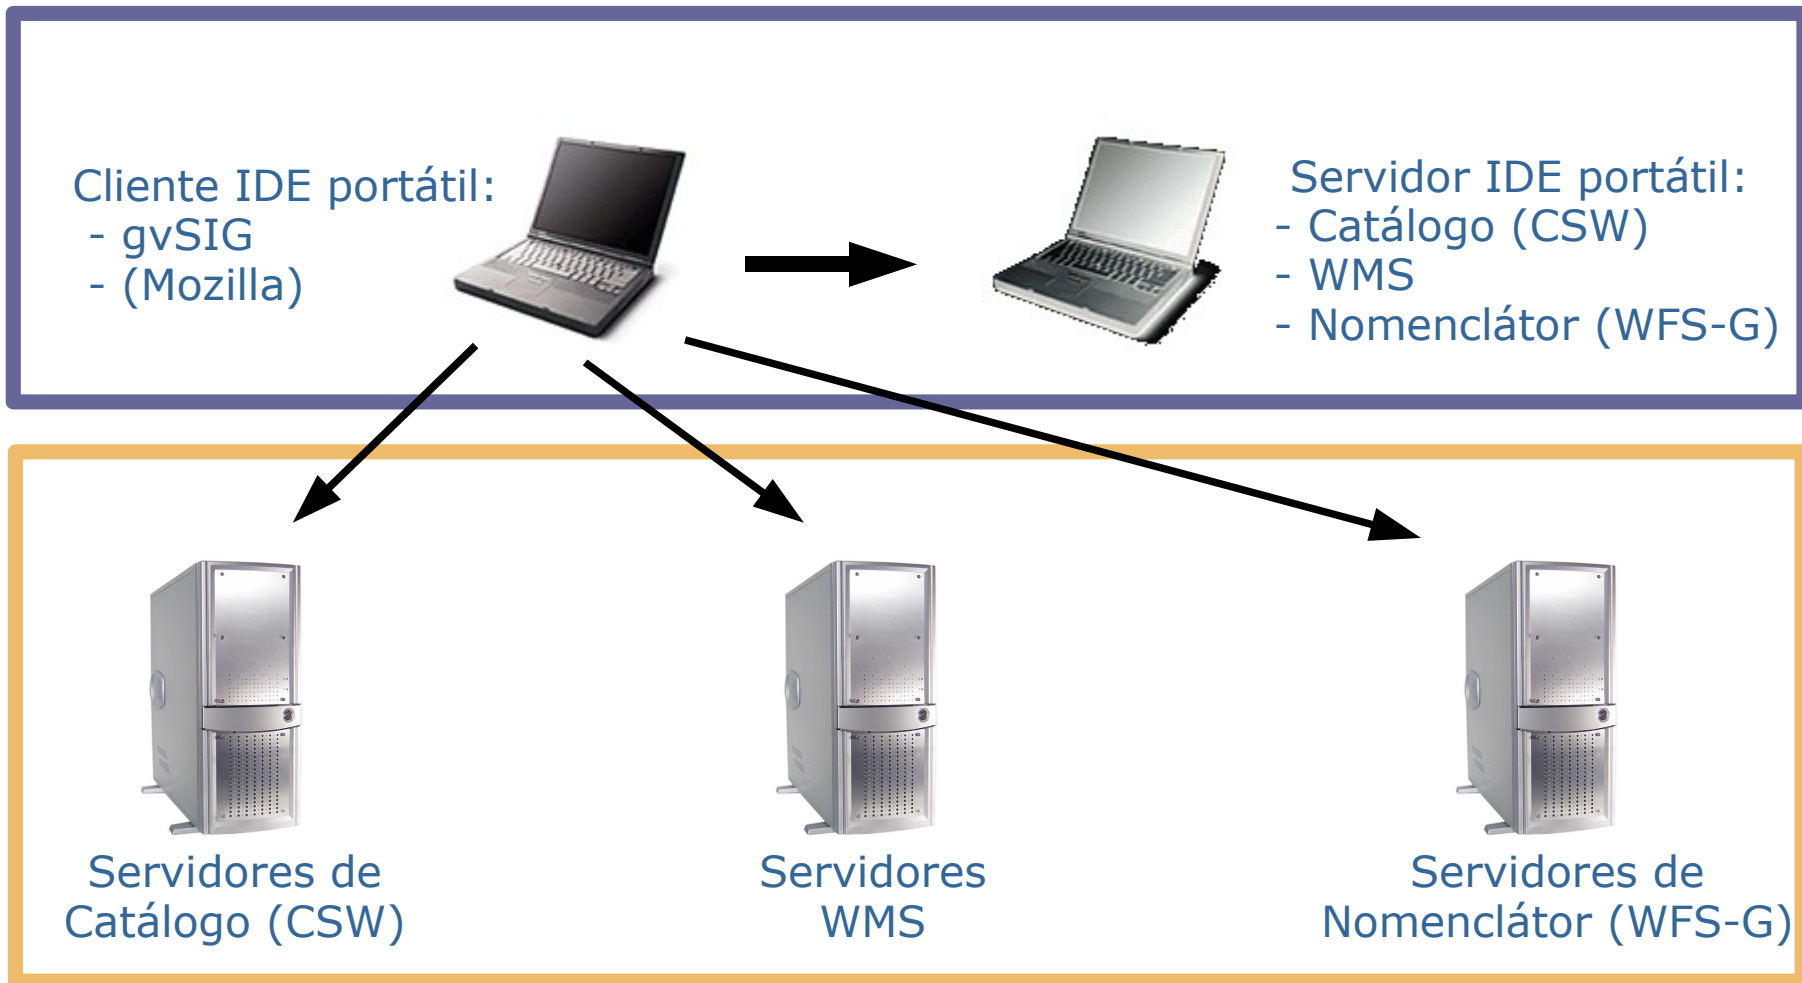 Cliente IDE portátil:
- gvSIG
- (Mozilla)
Servidor IDE portátil:
- Catálogo (CSW)
- WMS
- Nomenclátor (WFS-G)
Servidores de
Catálogo (CSW)
Servidores
WMS
Servidores de
Nomenclátor (WFS-G)